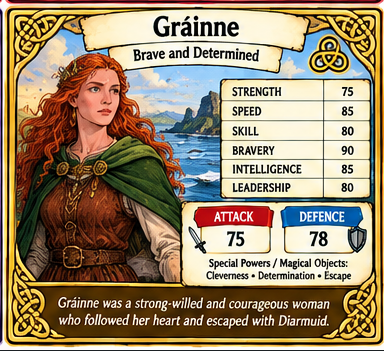 Gráinne
Brave and Determined
STRENGTH 75
SPEED 85
SKILL 80
BRAVERY 90
INTELLIGENCE 85
LEADERSHIP 80
ATTACK DEFENCE
75 78
Special Powers / Magical Objects:
Cleverness • Determination • Escape
Gráinne was a strong-willed and courageous woman
who followed her heart and escaped with Diarmuid.